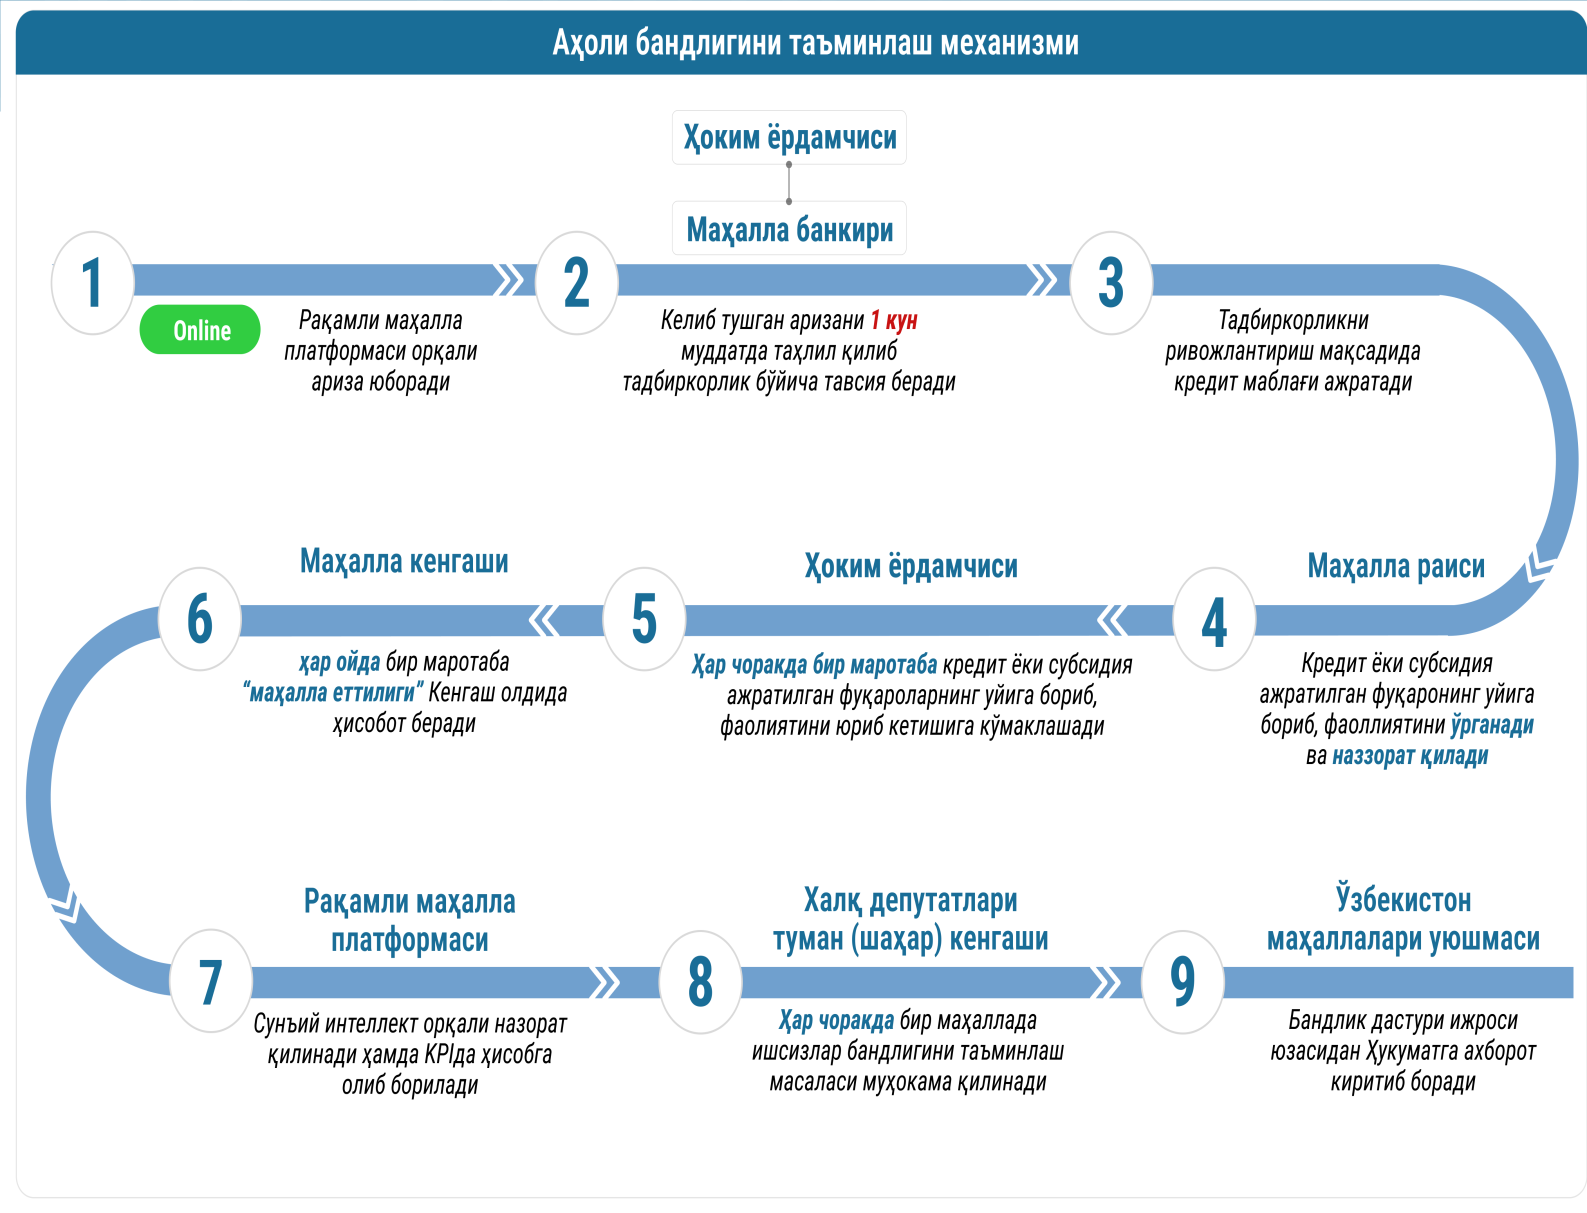 Аҳоли бандлигини таъминлаш механизми
Ҳоким ёрдамчиси
Маҳалла банкири
1
Online
Рақамли маҳалла
платформаси орқали
ариза юборади
2
Келиб тушган аризани 1 кун
муддатда таҳлил қилиб
тадбиркорлик бўйича тавсия беради
3
Тадбиркорликни
ривожлантириш мақсадида
кредит маблағи ажратади
Маҳалла раиси
4
Кредит ёки субсидия
ажратилган фуқаронинг уйига
бориб, фаоллиятини ўрганади
ва наззорат қилади
Ҳоким ёрдамчиси
5
Ҳар чоракда бир маротаба кредит ёки субсидия
ажратилган фуқароларнинг уйига бориб,
фаолиятини юриб кетишига кўмаклашади
Маҳалла кенгаши
6
ҳар ойда бир маротаба
“маҳалла еттилиги” Кенгаш олдида
ҳисобот беради
Рақамли маҳалла
платформаси
7
Сунъий интеллект орқали назорат
қилинади ҳамда KPIда ҳисобга
олиб борилади
Халқ депутатлари
туман (шаҳар) кенгаши
8
Ҳар чоракда бир маҳаллада
ишсизлар бандлигини таъминлаш
масаласи муҳокама қилинади
Ўзбекистон
маҳаллалари уюшмаси
9
Бандлик дастури ижроси
юзасидан Ҳукуматга ахборот
киритиб боради